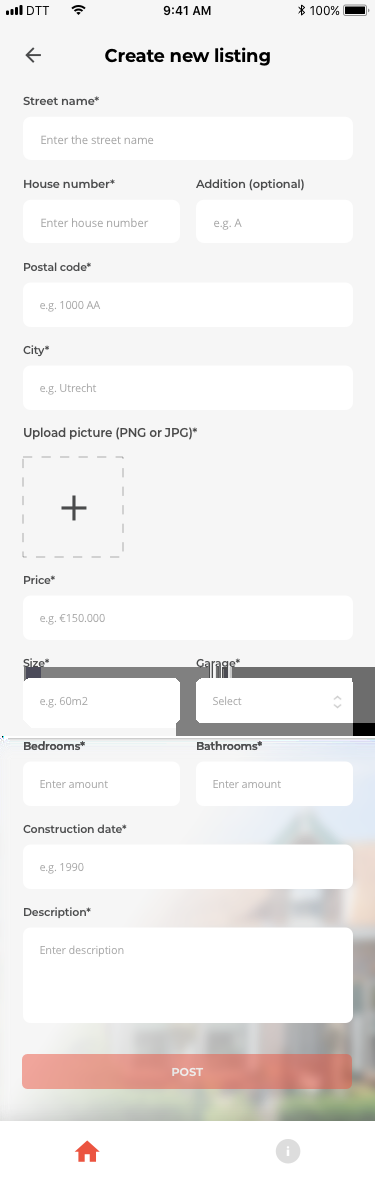 DTT 9:41 AM 100%
Create new listing
Street name*
Enter the street name
House number* Addition (optional)
Enter house number e.g. A
Postal code*
e.g. 1000 AA
City*
e.g. Utrecht
Upload picture (PNG or JPG)*
Price*
e.g. €150.000
Size* Garage*
e.g. 60m2 Select
Bedrooms* Bathrooms*
Enter amount Enter amount
Construction date*
e.g. 1990
Description*
Enter description
POST